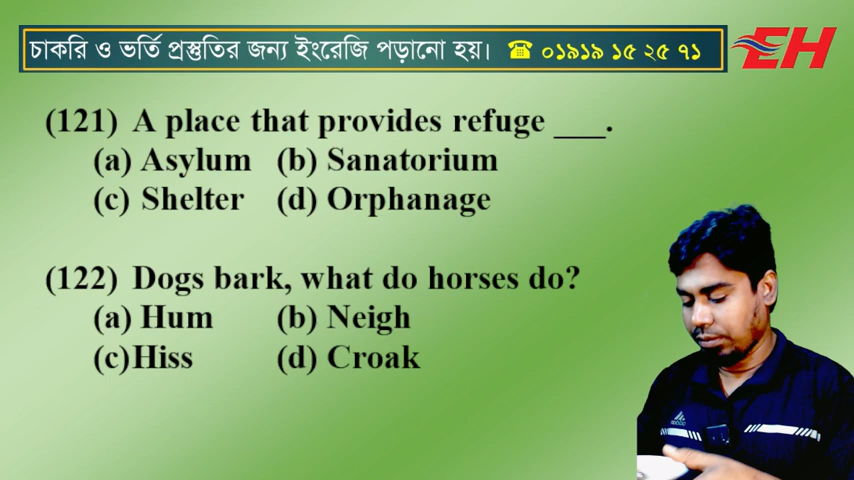 চাকরি ও ভর্তি প্রস্তুতির জন্য ইংরেজি পড়ানো হয়। ☎ ০১৯১৯ ১৫ ২৫ ৭১
EH
(121) A place that provides refuge ___.
(a) Asylum (b) Sanatorium
(c) Shelter (d) Orphanage
(122) Dogs bark, what do horses do?
(a) Hum (b) Neigh
(c)Hiss (d) Croak